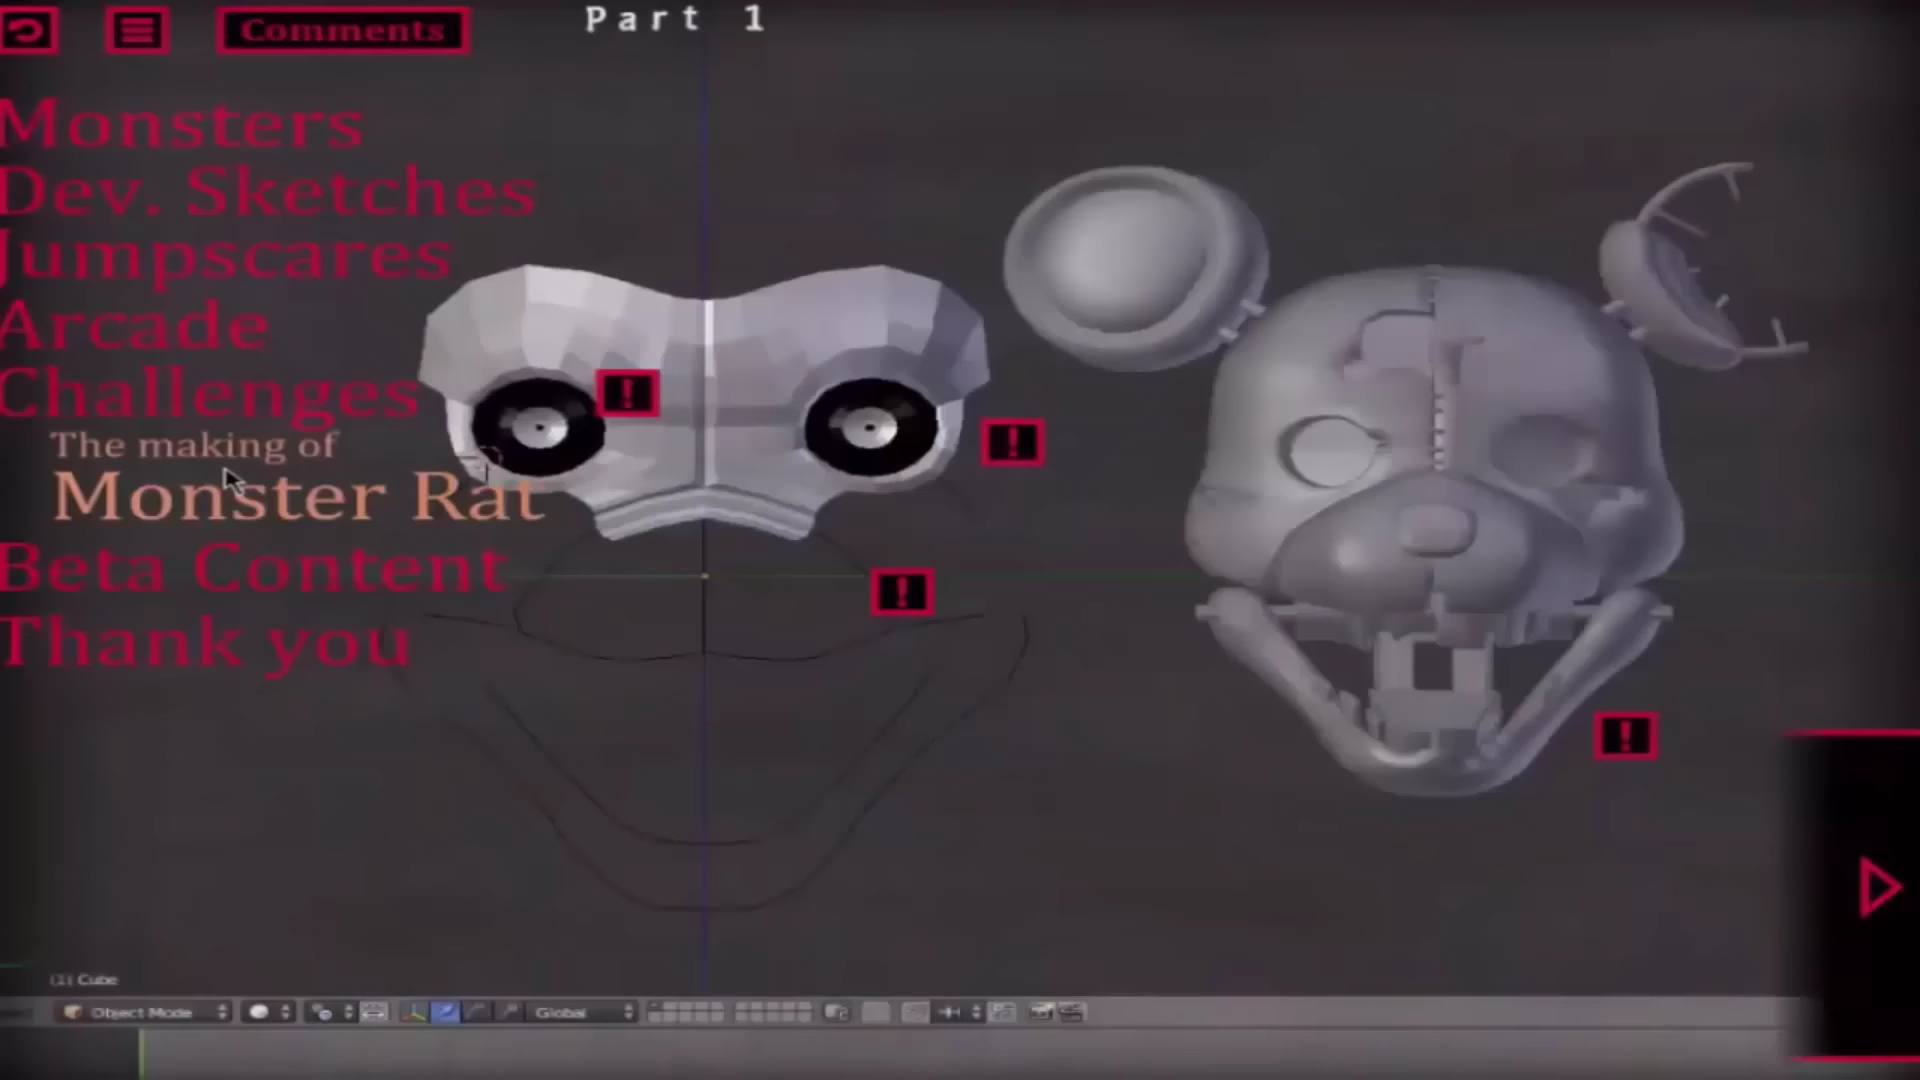 Part 1
Comments
Monsters
Dev. Sketches
Jumpscares
Arcade
Challenges
The making of
Monster Rat
Beta Content
Thank you
!
!
!
!
(1) Cube
Object Mode
Global